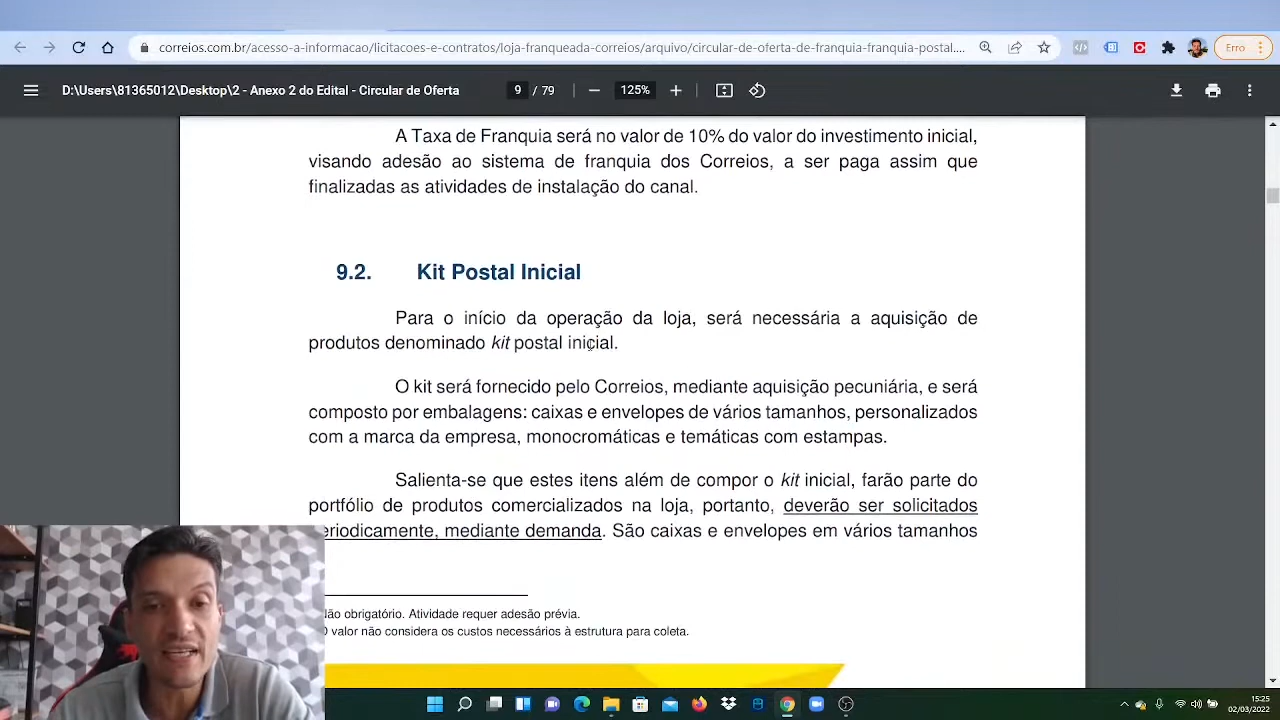 correios.com.br/acesso-a-informacao/licitacoes-e-contratos/loja-franqueada-correios/arquivo/circular-de-oferta-de-franquia-franquia-postal....
Erro
D:\Users\81365012\Desktop\2 - Anexo 2 do Edital - Circular de Oferta
9 / 79
125%
A Taxa de Franquia será no valor de 10% do valor do investimento inicial,
visando adesão ao sistema de franquia dos Correios, a ser paga assim que
finalizadas as atividades de instalação do canal.
9.2. Kit Postal Inicial
Para o início da operação da loja, será necessária a aquisição de
produtos denominado kit postal inicial.
O kit será fornecido pelo Correios, mediante aquisição pecuniária, e será
composto por embalagens: caixas e envelopes de vários tamanhos, personalizados
com a marca da empresa, monocromáticas e temáticas com estampas.
Salienta-se que estes itens além de compor o kit inicial, farão parte do
portfólio de produtos comercializados na loja, portanto, deverão ser solicitados
eriodicamente, mediante demanda. São caixas e envelopes em vários tamanhos
obrigatório. Atividade requer adesão prévia.
valor não considera os custos necessários à estrutura para coleta.
15:25
02/03/2022